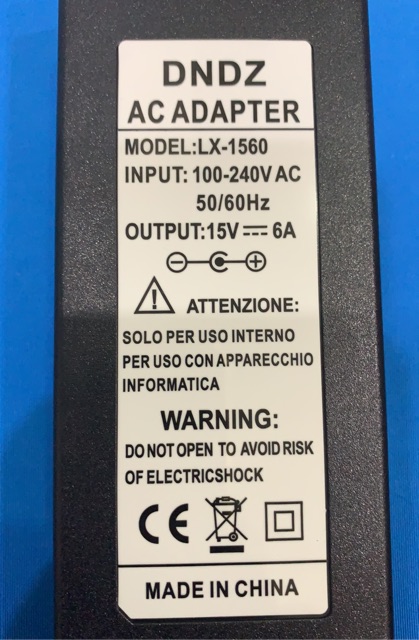 DNDZ
AC ADAPTER
MODEL:LX-1560
INPUT: 100-240V AC
50/60Hz
OUTPUT:15V⎓6A
ATTENZIONE:
SOLO PER USO INTERNO
PER USO CON APPARECCHIO
INFORMATICA
WARNING:
DO NOT OPEN TO AVOID RISK
OF ELECTRICSHOCK
CE
MADE IN CHINA